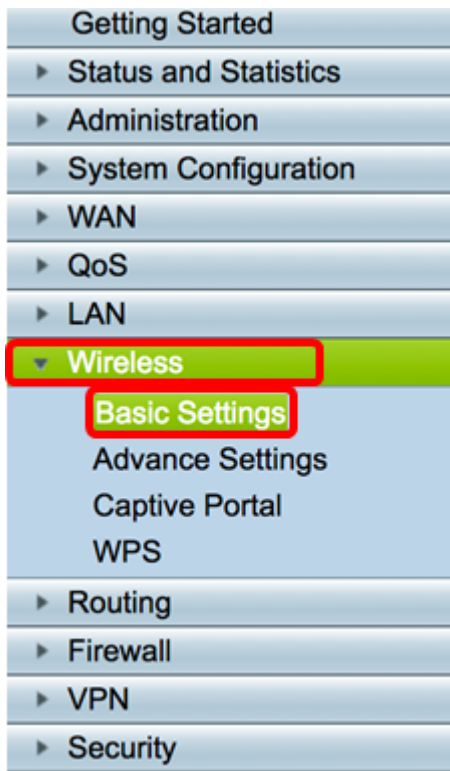 Getting Started
Status and Statistics
Administration
System Configuration
WAN
QoS
LAN
Wireless
Basic Settings
Advance Settings
Captive Portal
WPS
Routing
Firewall
VPN
Security